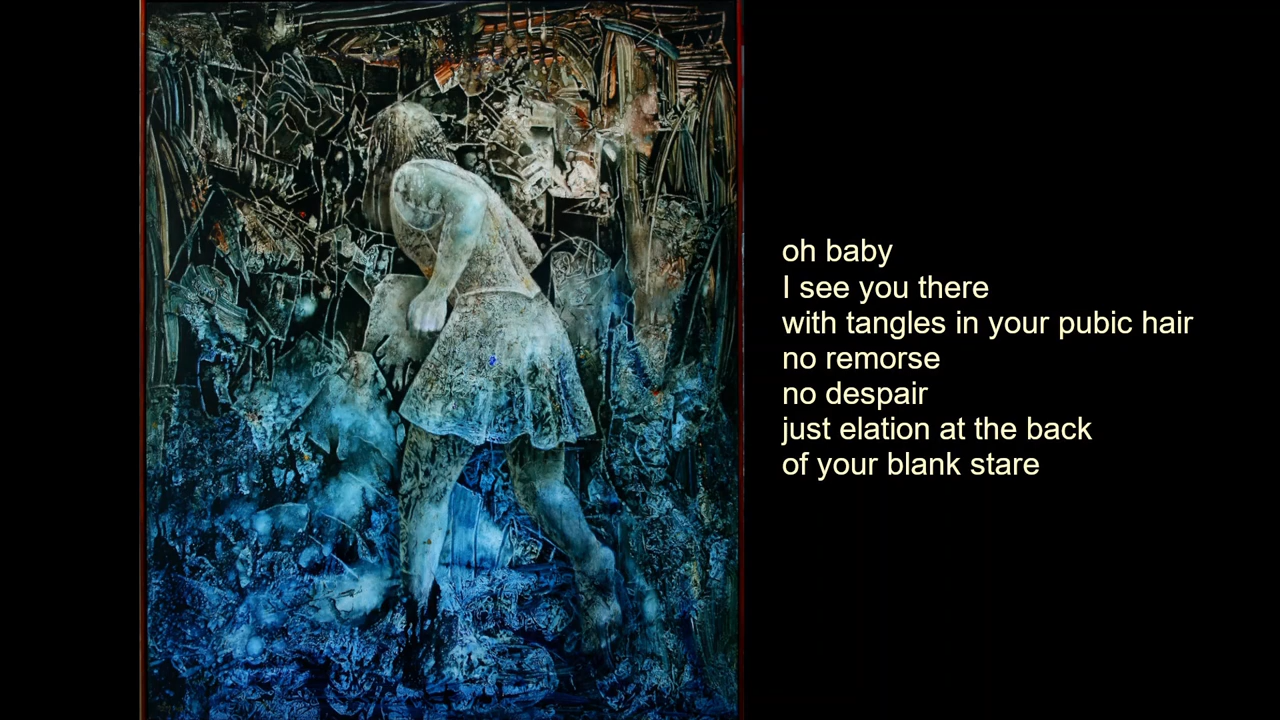 oh baby
I see you there
with tangles in your pubic hair
no remorse
no despair
just elation at the back
of your blank stare